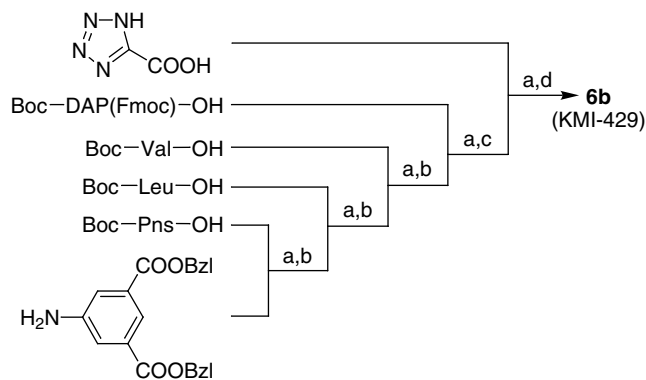 N-NH
N
N
COOH
a,d
6b
(KMI-429)
Boc-DAP(Fmoc)-OH
a,c
Boc-Val-OH
a,b
Boc-Leu-OH
a,b
Boc-Pns-OH
a,b
COOBzl
H2N
COOBzl